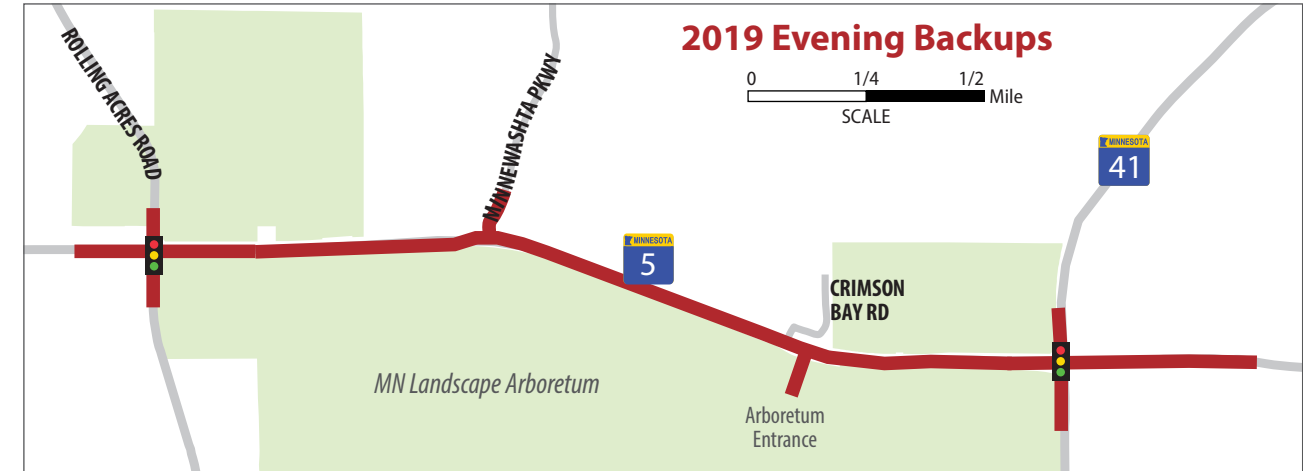 2019 Evening Backups
0 1/4 1/2
Mile
SCALE
ROLLING ACRES ROAD
MINNEWASHTA PKWY
MINNESOTA
41
MINNESOTA
5
CRIMSON
BAY RD
MN Landscape Arboretum
Arboretum
Entrance